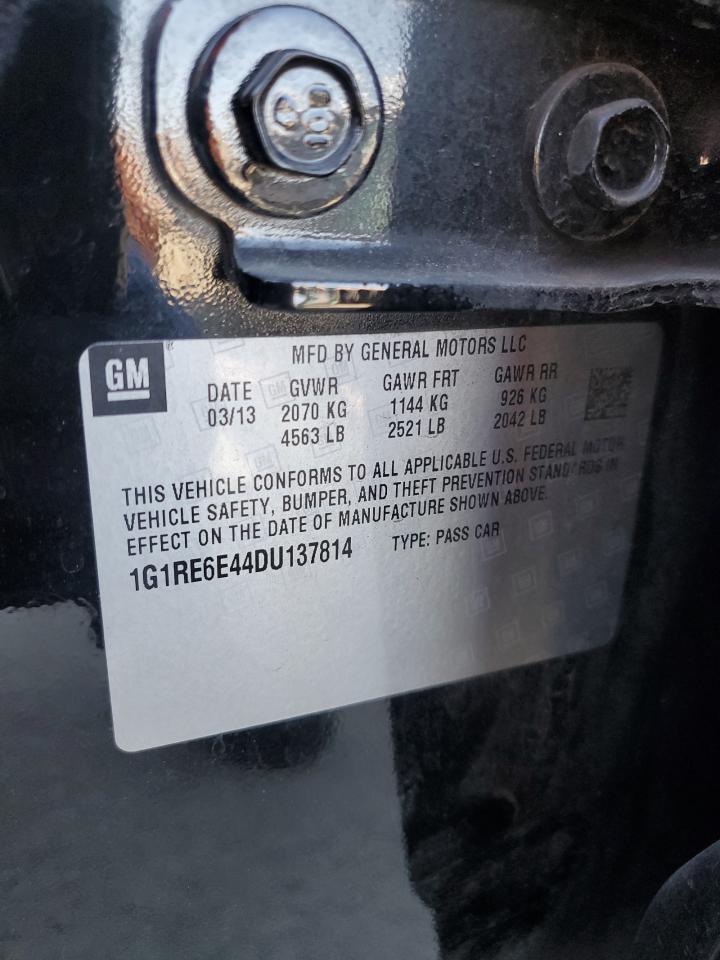 GM
MFD BY GENERAL MOTORS LLC
DATE GVWR GAWR FRT GAWR RR
03/13 2070 KG 1144 KG 926 KG
4563 LB 2521 LB 2042 LB
THIS VEHICLE CONFORMS TO ALL APPLICABLE U.S. FEDERAL MOTOR
VEHICLE SAFETY, BUMPER, AND THEFT PREVENTION STANDARDS IN
EFFECT ON THE DATE OF MANUFACTURE SHOWN ABOVE.
1G1RE6E44DU137814 TYPE: PASS CAR